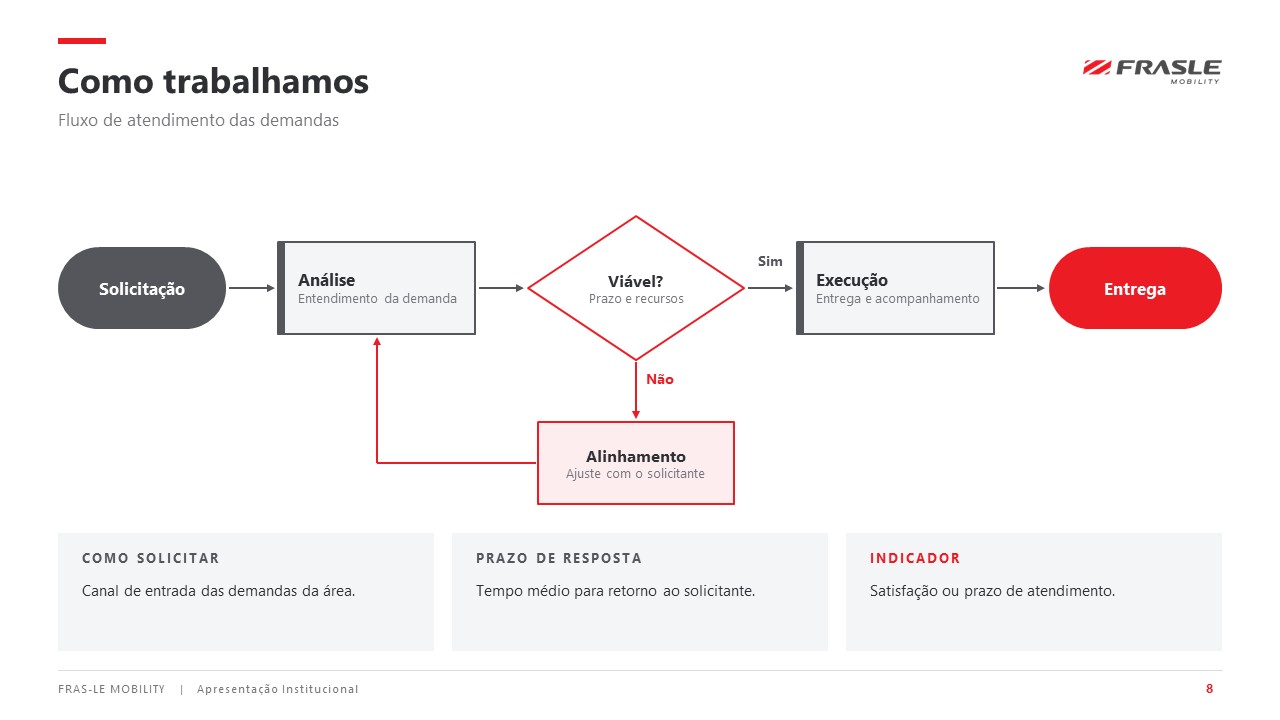 Como trabalhamos
Fluxo de atendimento das demandas
FRASLE
MOBILITY
Solicitação
Análise
Entendimento da demanda
Viável?
Prazo e recursos
Sim
Execução
Entrega e acompanhamento
Entrega
Não
Alinhamento
Ajuste com o solicitante
COMO SOLICITAR
Canal de entrada das demandas da área.
PRAZO DE RESPOSTA
Tempo médio para retorno ao solicitante.
INDICADOR
Satisfação ou prazo de atendimento.
FRAS-LE MOBILITY | Apresentação Institucional
8